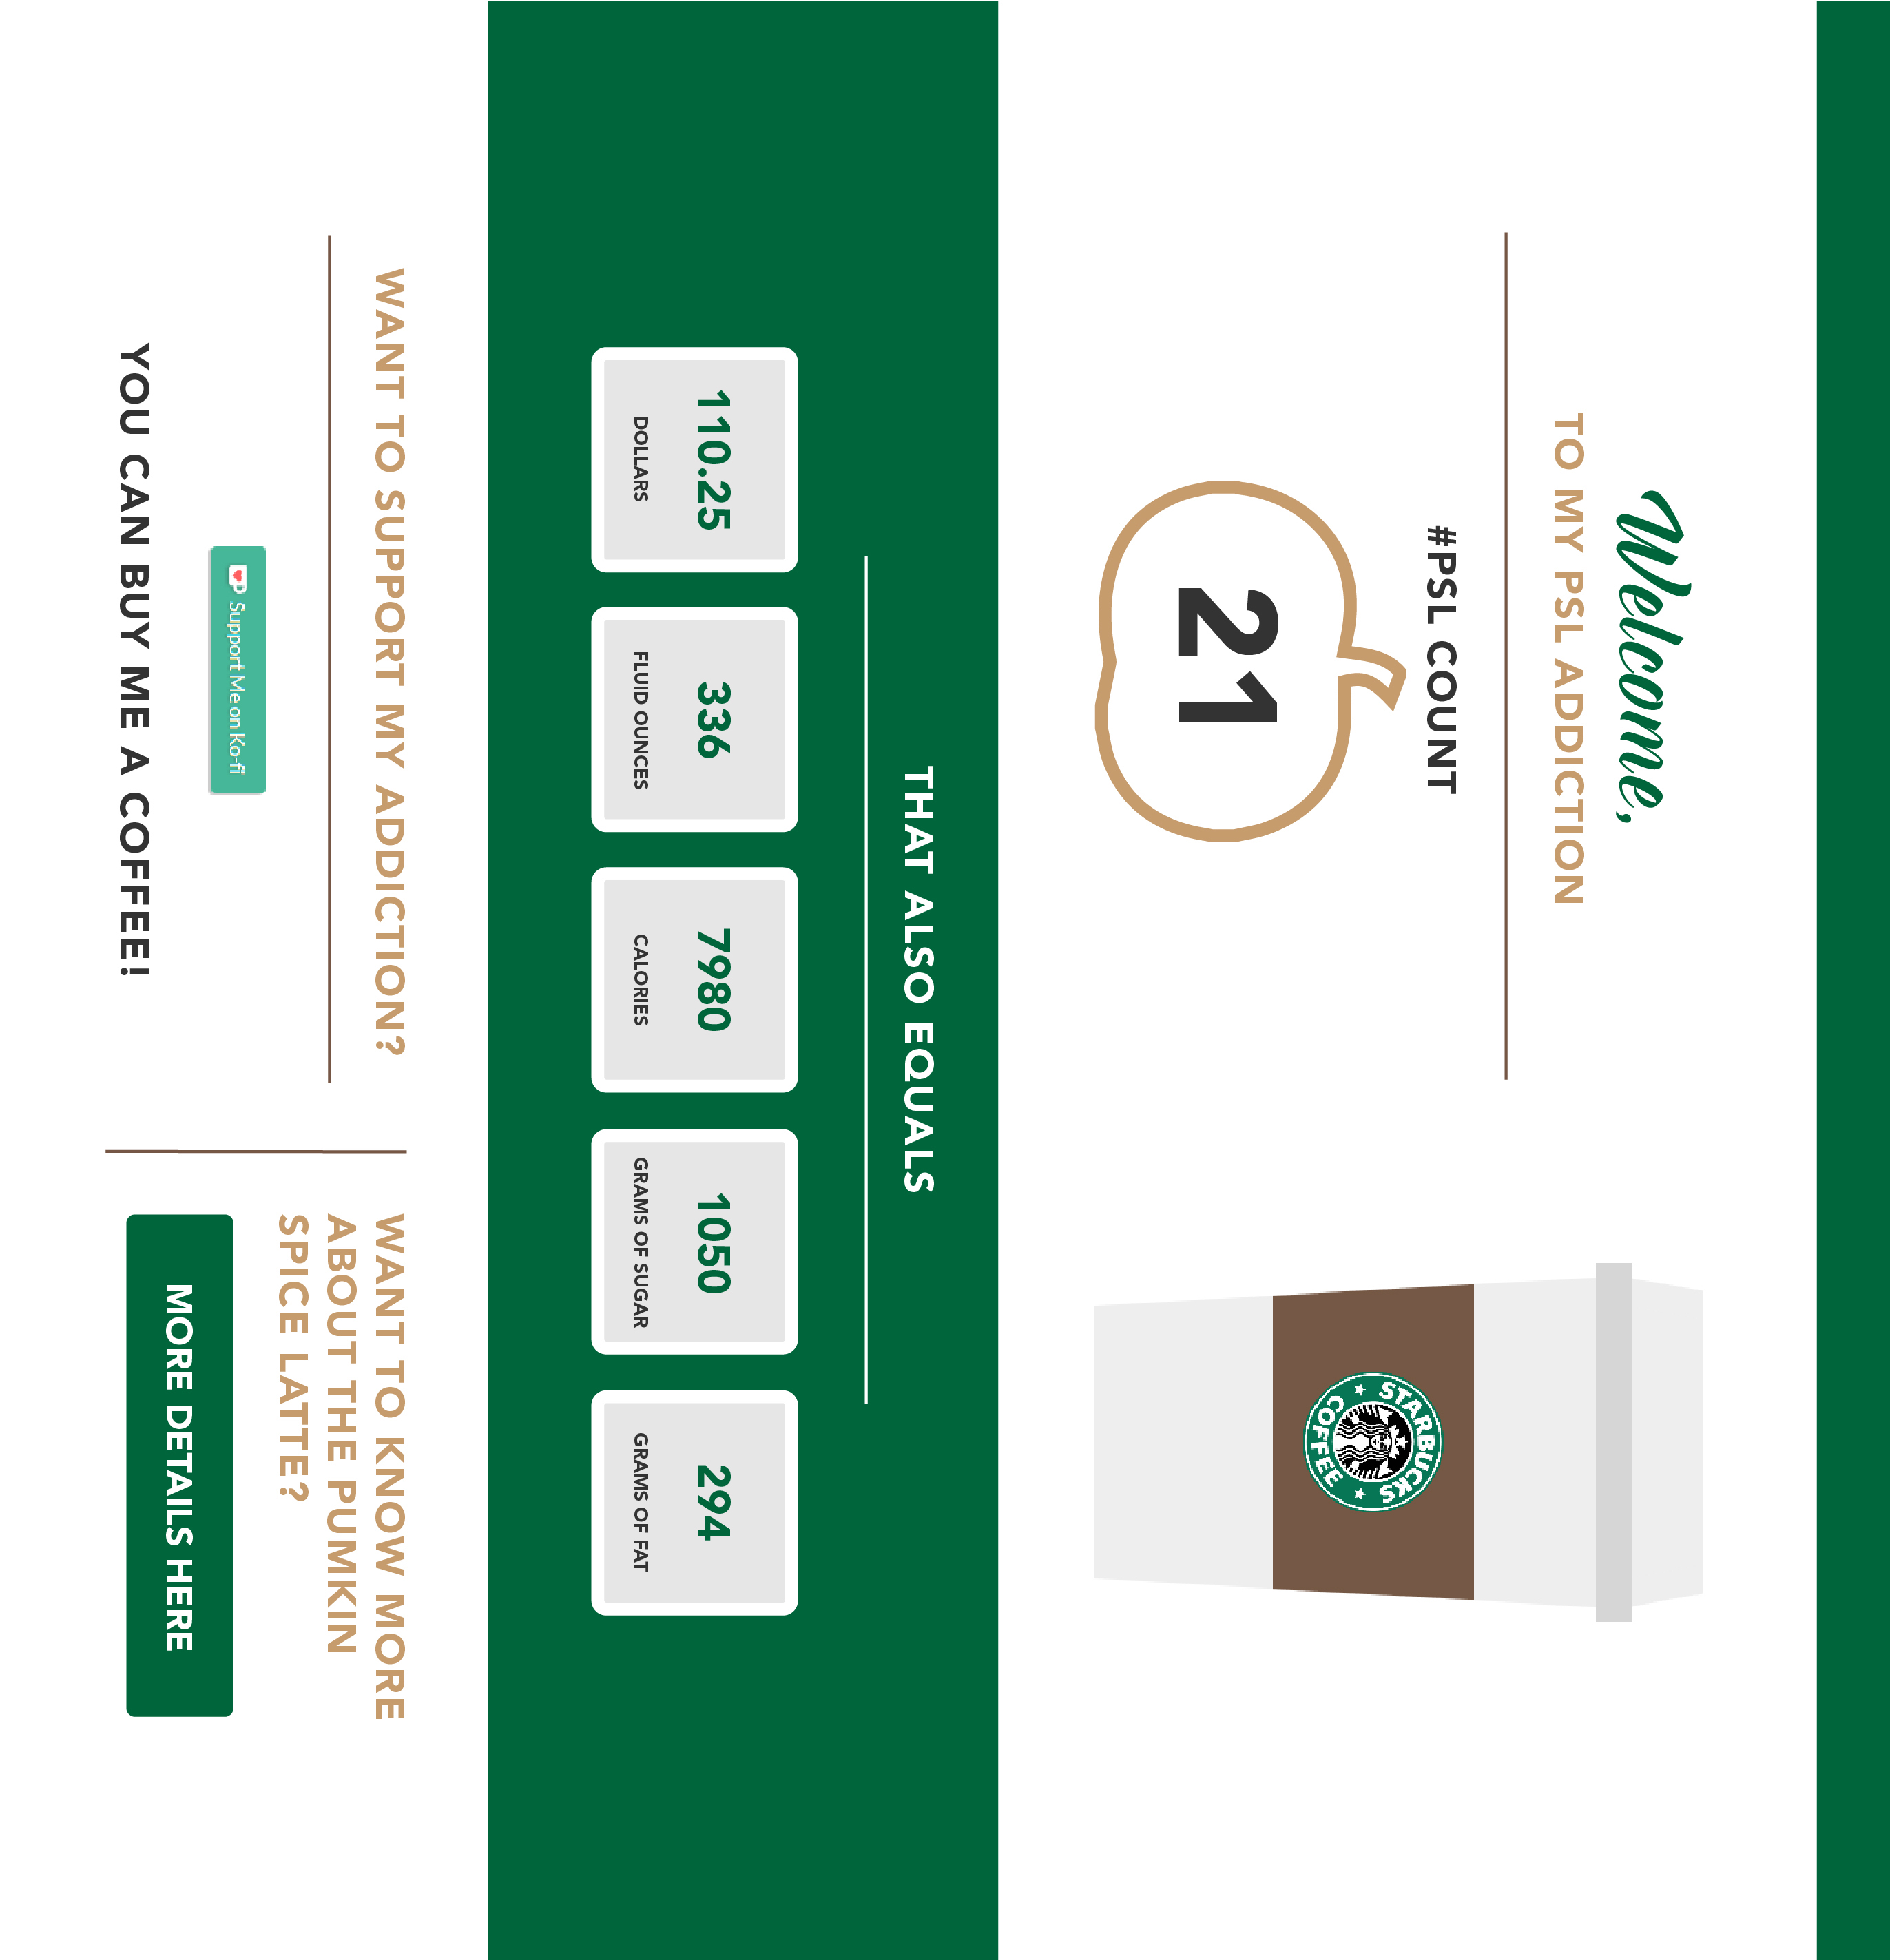 Welcome,
TO MY PSL ADDICTION
#PSL COUNT
21
STARBUCKS
COFFEE
THAT ALSO EQUALS
110.25
DOLLARS
336
FLUID OUNCES
7980
CALORIES
1050
GRAMS OF SUGAR
294
GRAMS OF FAT
WANT TO SUPPORT MY ADDICTION?
Support Me on Ko-fi
YOU CAN BUY ME A COFFEE!
WANT TO KNOW MORE
ABOUT THE PUMKIN
SPICE LATTE?
MORE DETAILS HERE